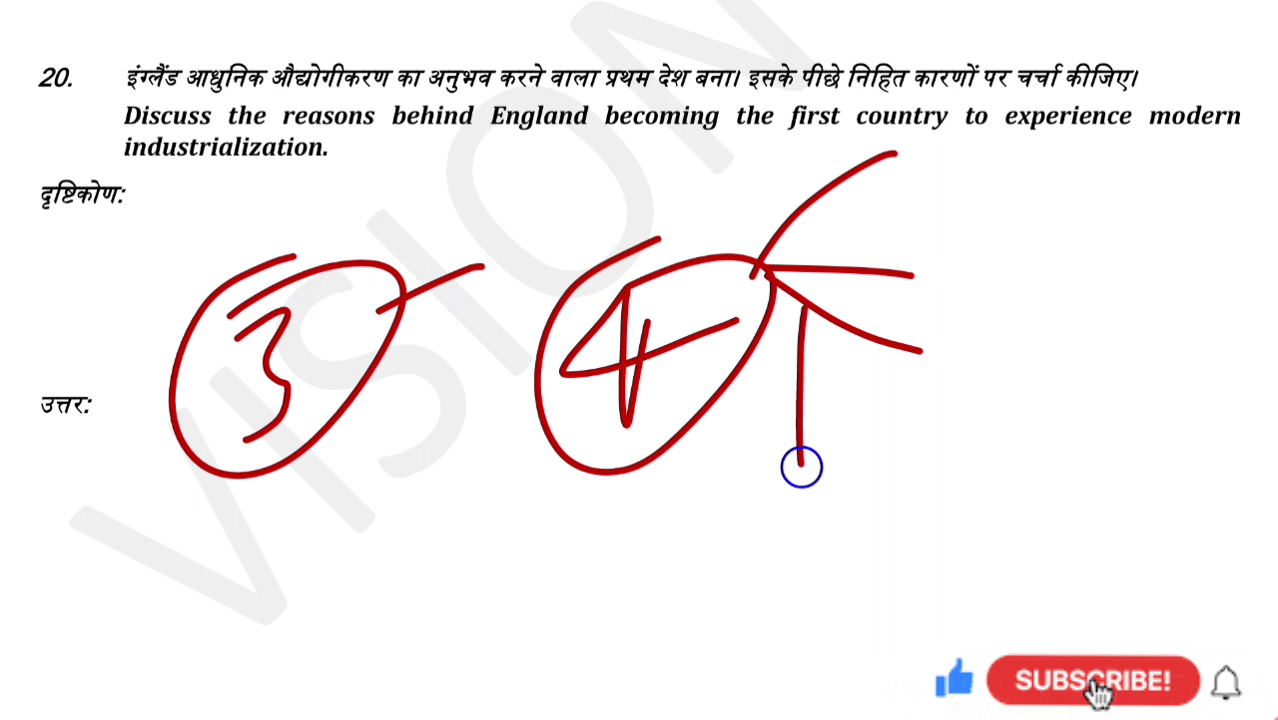 20. इंग्लैंड आधुनिक औद्योगीकरण का अनुभव करने वाला प्रथम देश बना। इसके पीछे निहित कारणों पर चर्चा कीजिए।
Discuss the reasons behind England becoming the first country to experience modern
industrialization.
दृष्टिकोण:
3 4
उत्तर:
VISION
SUBSCRIBE!